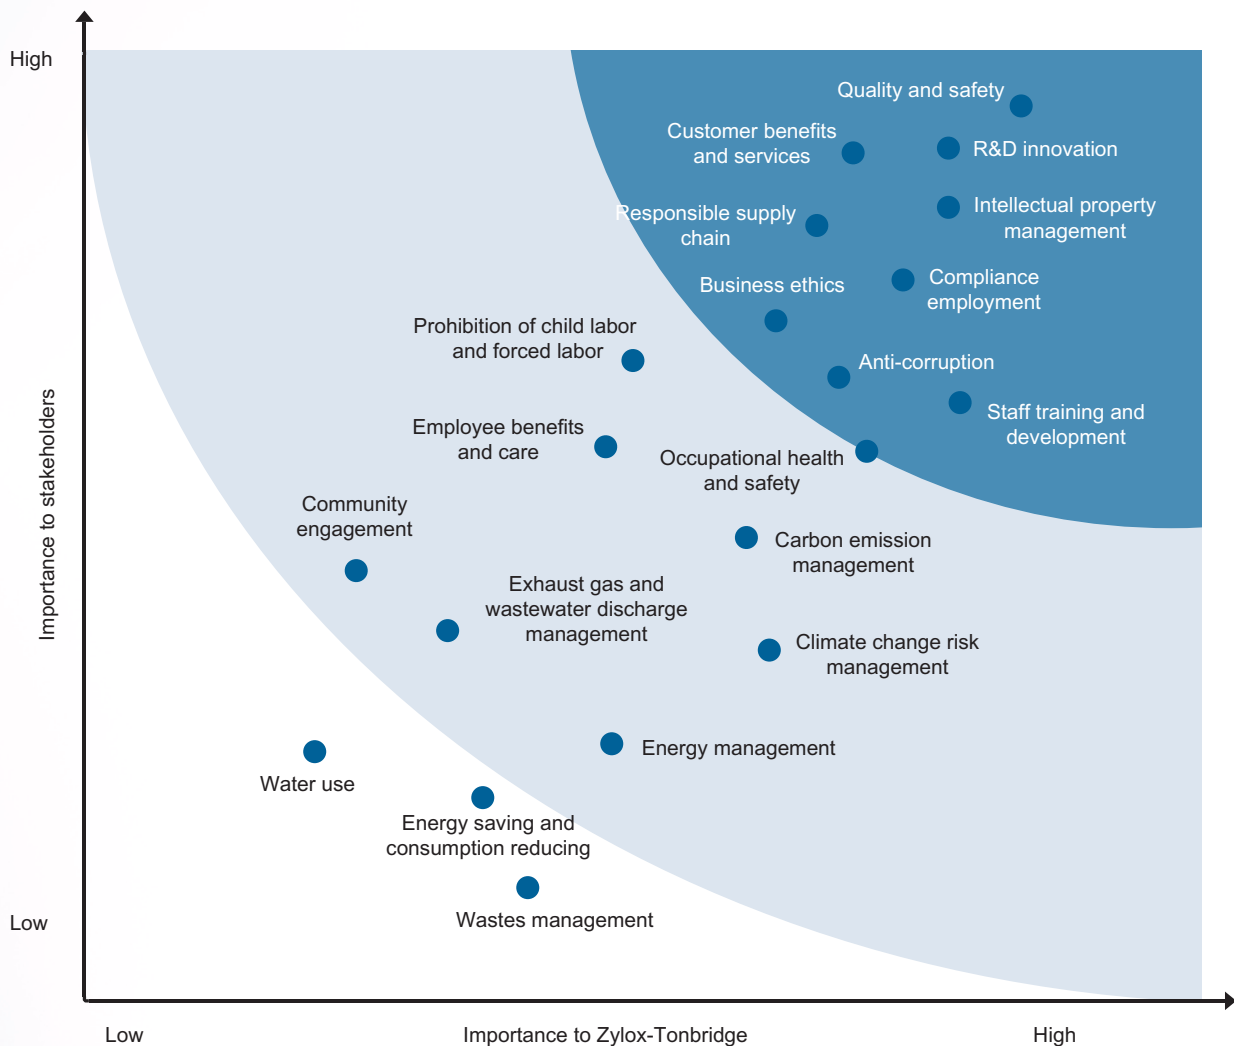 High
Quality and safety
Customer benefits
and services
R&D innovation
Responsible supply
chain
Intellectual property
management
Business ethics
Compliance
employment
Prohibition of child labor
and forced labor
Anti-corruption
Staff training and
development
Employee benefits
and care
Occupational health
and safety
Importance to stakeholders
Community
engagement
Carbon emission
management
Exhaust gas and
wastewater discharge
management
Climate change risk
management
Energy management
Water use
Energy saving and
consumption reducing
Wastes management
Low
Low
Importance to Zylox-Tonbridge
High